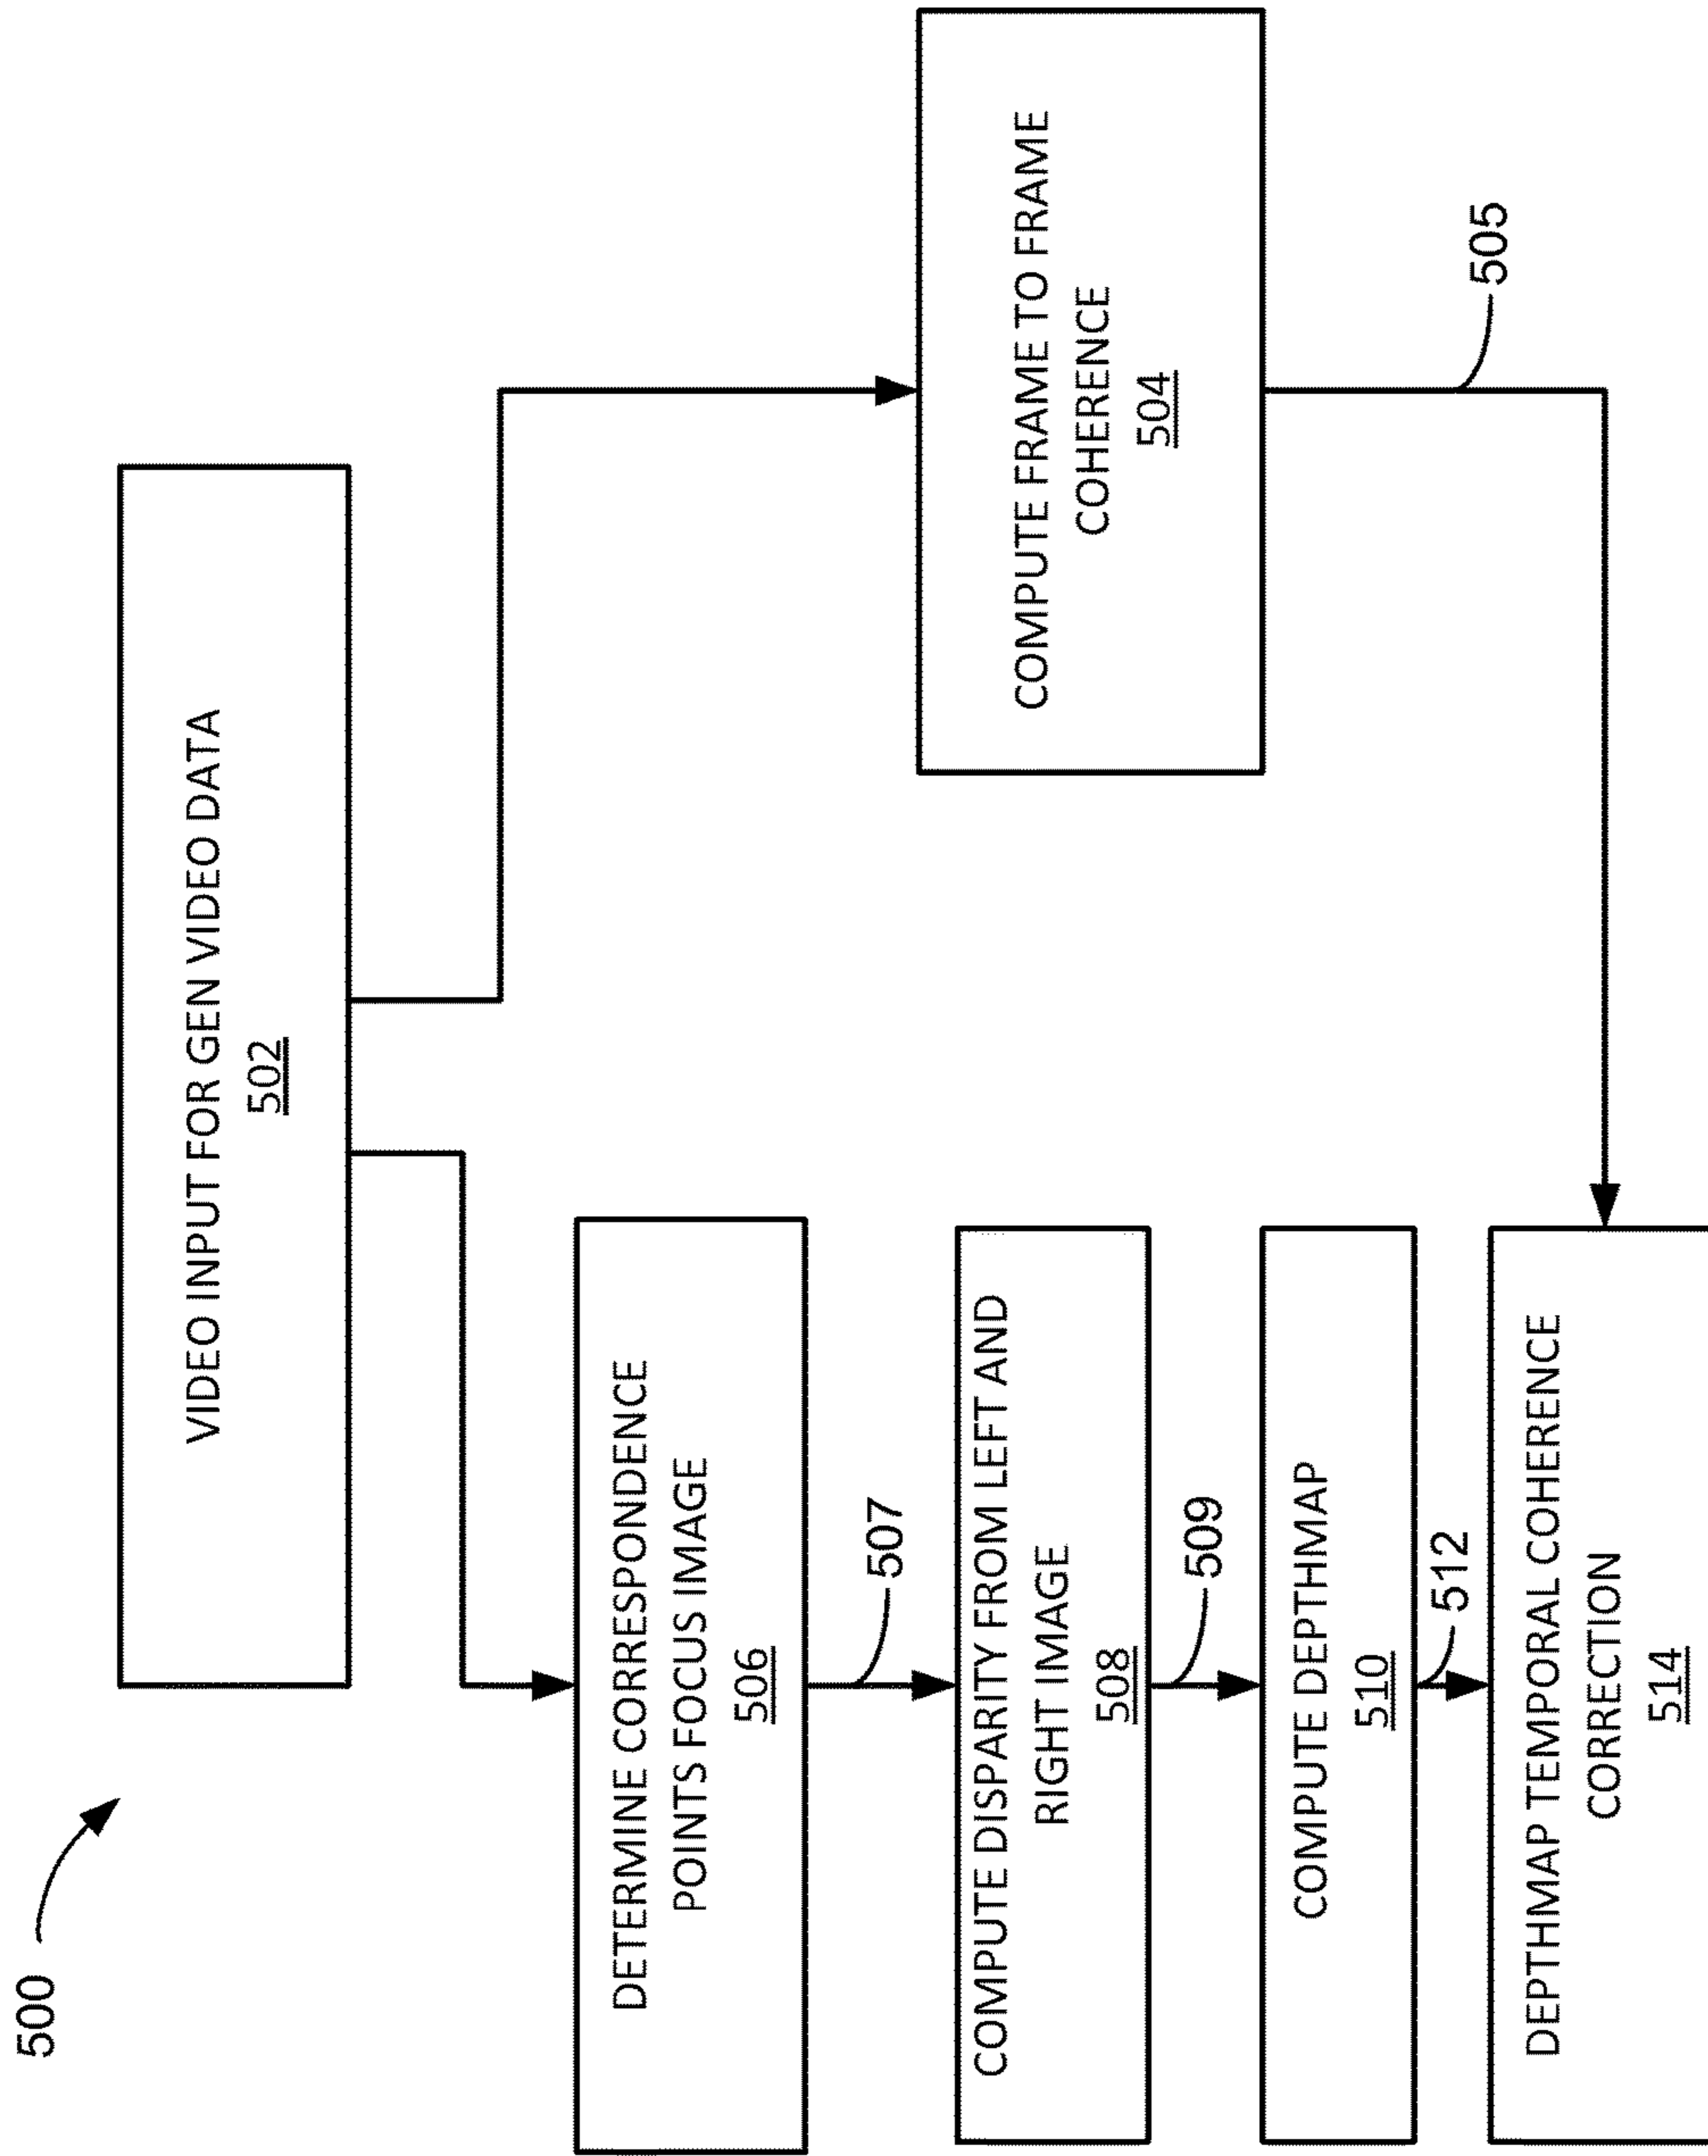 500
VIDEO INPUT FOR GEN VIDEO DATA
502
DETERMINE CORRESPONDENCE
POINTS FOCUS IMAGE
506
507
COMPUTE DISPARITY FROM LEFT AND
RIGHT IMAGE
508
509
COMPUTE DEPTHMAP
510
512
DEPTHMAP TEMPORAL COHERENCE
CORRECTION
514
COMPUTE FRAME TO FRAME
COHERENCE
504
505